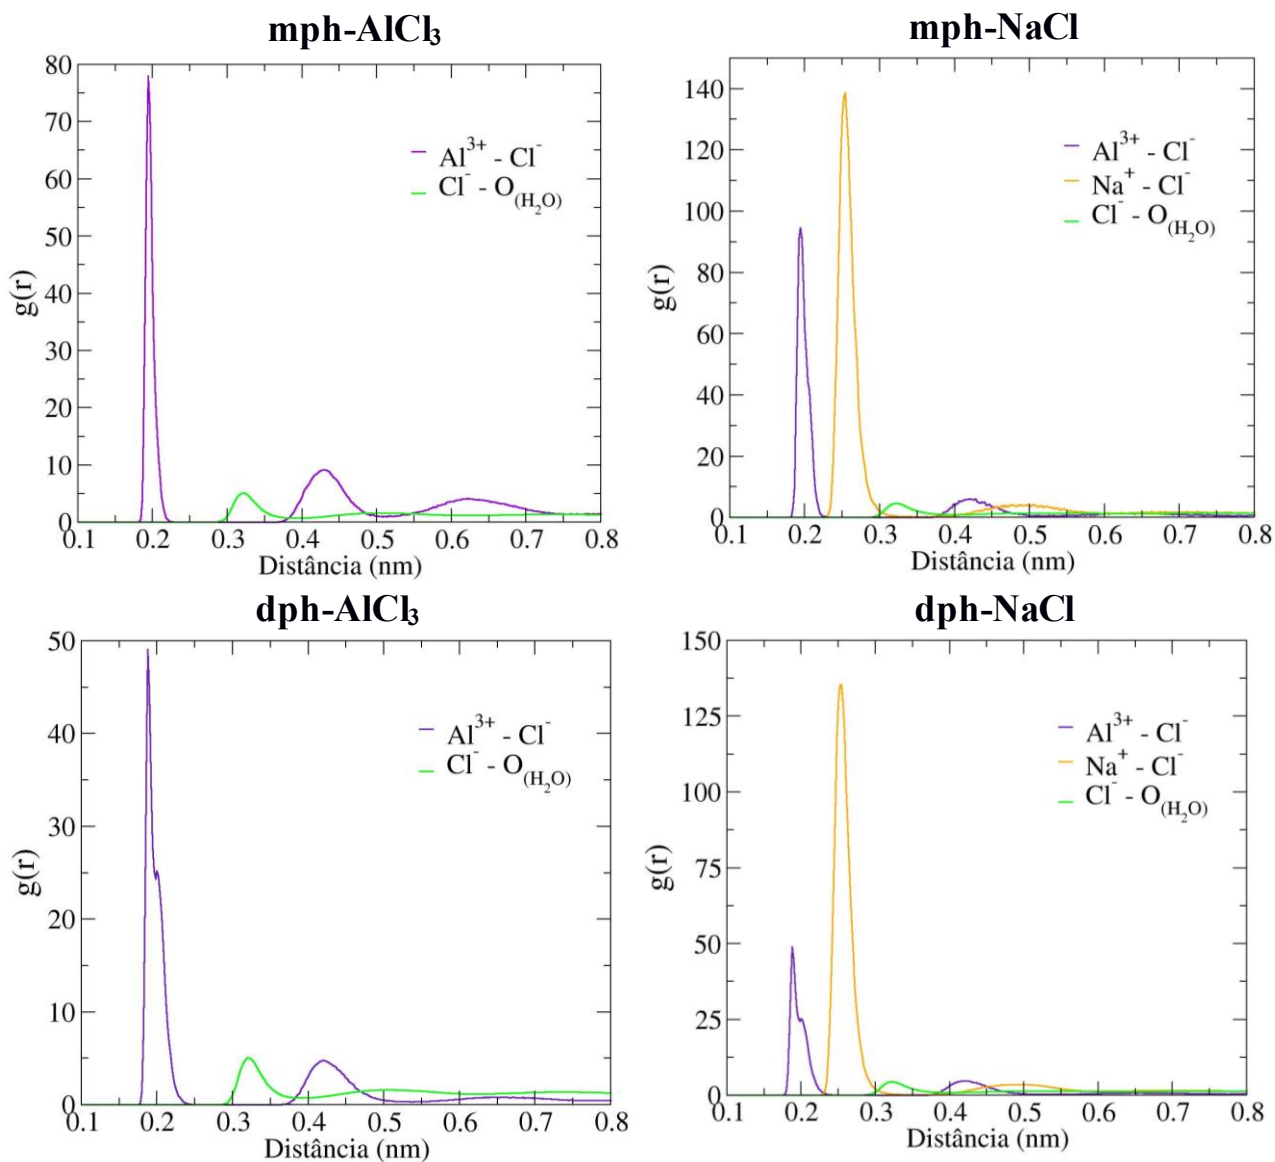 mph-AlCl₃
80
70
60
50
40
30
20
10
0
g(r)
Al³⁺ - Cl⁻
Cl⁻ - O(H₂O)
0.1 0.2 0.3 0.4 0.5 0.6 0.7 0.8
Distância (nm)
mph-NaCl
140
120
100
80
60
40
20
0
g(r)
Al³⁺ - Cl⁻
Na⁺ - Cl⁻
Cl⁻ - O(H₂O)
0.1 0.2 0.3 0.4 0.5 0.6 0.7 0.8
Distância (nm)
dph-AlCl₃
50
40
30
20
10
0
g(r)
Al³⁺ - Cl⁻
Cl⁻ - O(H₂O)
0.1 0.2 0.3 0.4 0.5 0.6 0.7 0.8
Distância (nm)
dph-NaCl
150
125
100
75
50
25
0
g(r)
Al³⁺ - Cl⁻
Na⁺ - Cl⁻
Cl⁻ - O(H₂O)
0.1 0.2 0.3 0.4 0.5 0.6 0.7 0.8
Distância (nm)